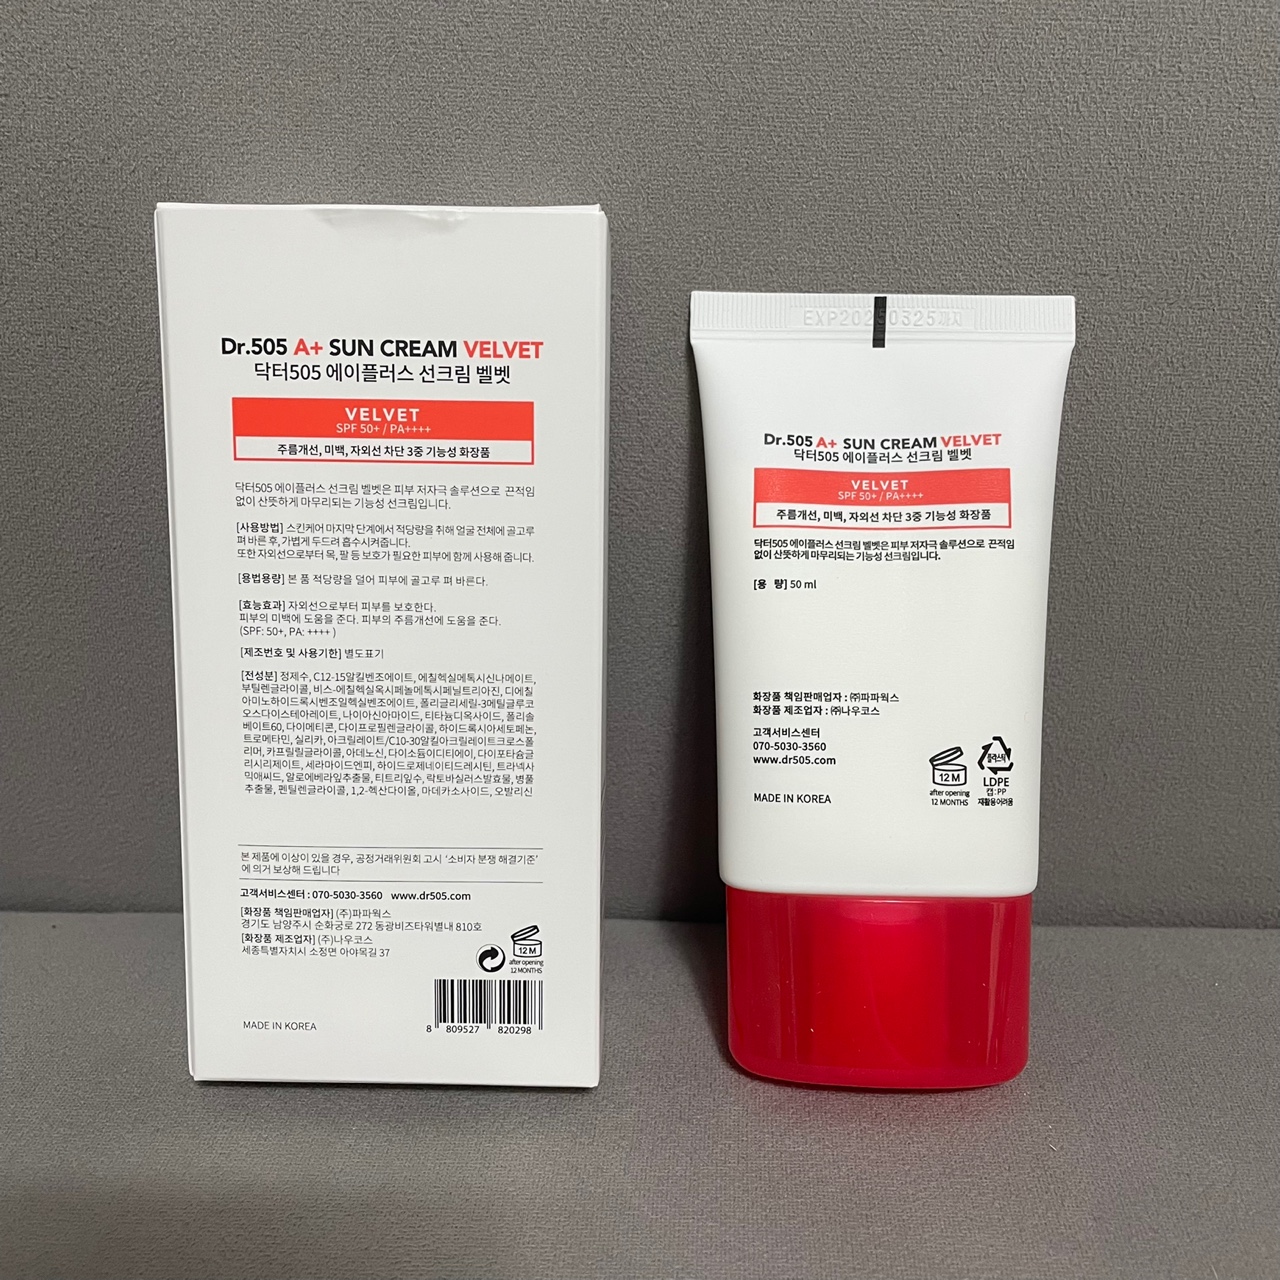 Dr.505 A+ SUN CREAM VELVET
닥터505 에이플러스 선크림 벨벳
VELVET
SPF 50+ / PA++++
주름개선, 미백, 자외선 차단 3중 기능성 화장품
닥터505 에이플러스 선크림 벨벳은 피부 저자극 솔루션으로 끈적임
없이 산뜻하게 마무리되는 기능성 선크림입니다.
[사용방법] 스킨케어 마지막 단계에서 적당량을 취해 얼굴 전체에 골고루
펴 바른 후, 가볍게 두드려 흡수시켜줍니다.
또한 자외선으로부터 목, 팔 등 보호가 필요한 피부에 함께 사용해 줍니다.
[용법용량] 본 품 적당량을 덜어 피부에 골고루 펴 바른다.
[효능효과] 자외선으로부터 피부를 보호한다.
피부의 미백에 도움을 준다. 피부의 주름개선에 도움을 준다.
(SPF: 50+, PA: ++++ )
[제조번호 및 사용기한] 별도표기
[전성분] 정제수, C12-15알킬벤조에이트, 에칠헥실메톡시신나메이트,
부틸렌글라이콜, 비스-에칠헥실옥시페놀메톡시페닐트리아진, 디에칠
아미노하이드록시벤조일헥실벤조에이트, 폴리글리세릴-3메틸글루코
오스다이스테아레이트, 나이아신아마이드, 티타늄디옥사이드, 폴리솔
베이트60, 다이메티콘, 다이프로필렌글라이콜, 하이드록시아세토페논,
트로메타민, 실리카, 아크릴레이트/C10-30알킬아크릴레이트크로스폴
리머, 카프릴릴글라이콜, 아데노신, 다이소듐이디티에이, 다이포타슘글
리시리제이트, 세라마이드엔피, 하이드로제네이티드레시틴, 트라넥사
믹애씨드, 알로에베라잎추출물, 티트리잎수, 락토바실러스발효물, 병풀
추출물, 펜틸렌글라이콜, 1,2-헥산다이올, 마데카소사이드, 오발리신
본 제품에 이상이 있을 경우, 공정거래위원회 고시 '소비자 분쟁 해결기준'
에 의거 보상해 드립니다
고객서비스센터 : 070-5030-3560 www.dr505.com
[화장품 책임판매업자] (주)파파웍스
경기도 남양주시 순화궁로 272 동광비즈타워별내 810호
[화장품 제조업자] (주)나우코스
세종특별자치시 소정면 아야목길 37
12 M
after opening
12 MONTHS
8 809527 820298
MADE IN KOREA
EXP20250325까지
Dr.505 A+ SUN CREAM VELVET
닥터505 에이플러스 선크림 벨벳
VELVET
SPF 50+ / PA++++
주름개선, 미백, 자외선 차단 3중 기능성 화장품
닥터505 에이플러스 선크림 벨벳은 피부 저자극 솔루션으로 끈적임
없이 산뜻하게 마무리되는 기능성 선크림입니다.
[용 량] 50 ml
화장품 책임판매업자 : ㈜파파웍스
화장품 제조업자 : ㈜나우코스
고객서비스센터
070-5030-3560
www.dr505.com
MADE IN KOREA
12 M
after opening
12 MONTHS
플라스틱
LDPE
캡:PP
재활용어려움